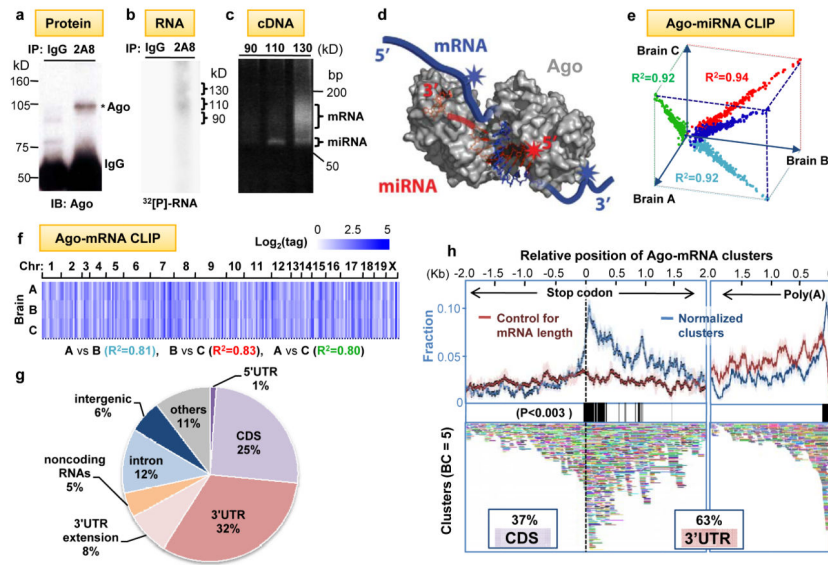 a
Protein
IP: IgG 2A8
kD
160
105
75
50
*Ago
IgG
IB: Ago
b
RNA
IP: IgG 2A8
kD
130
110
90
³²[P]-RNA
c
cDNA
90 110 130 (kD)
bp
200
mRNA
miRNA
50
d
mRNA
5'
Ago
3'
5'
miRNA
3'
e
Ago-miRNA CLIP
Brain C
R²=0.92
R²=0.94
Brain B
R²=0.92
Brain A
f
Ago-mRNA CLIP
Log₂(tag)
0 2.5 5
Chr: 1 2 3 4 5 6 7 8 9 10 11 12 1314 15 16 171819 X
Brain
A
B
C
A vs B (R²=0.81), B vs C (R²=0.83), A vs C (R²=0.80)
g
5'UTR
1%
CDS
25%
3'UTR
32%
3'UTR
extension
8%
noncoding
RNAs
5%
intron
12%
intergenic
6%
others
11%
h
Relative position of Ago-mRNA clusters
(Kb) -2.0 -1.5 -1.0 -0.5 0 0.5 1.0 1.5 2.0 1.5 1.0 0.5 0
Stop codon
Poly(A)
0.10
0.05
0
Fraction
Control for
mRNA length
Normalized
clusters
(P<0.003)
Clusters (BC = 5)
37%
CDS
63%
3'UTR